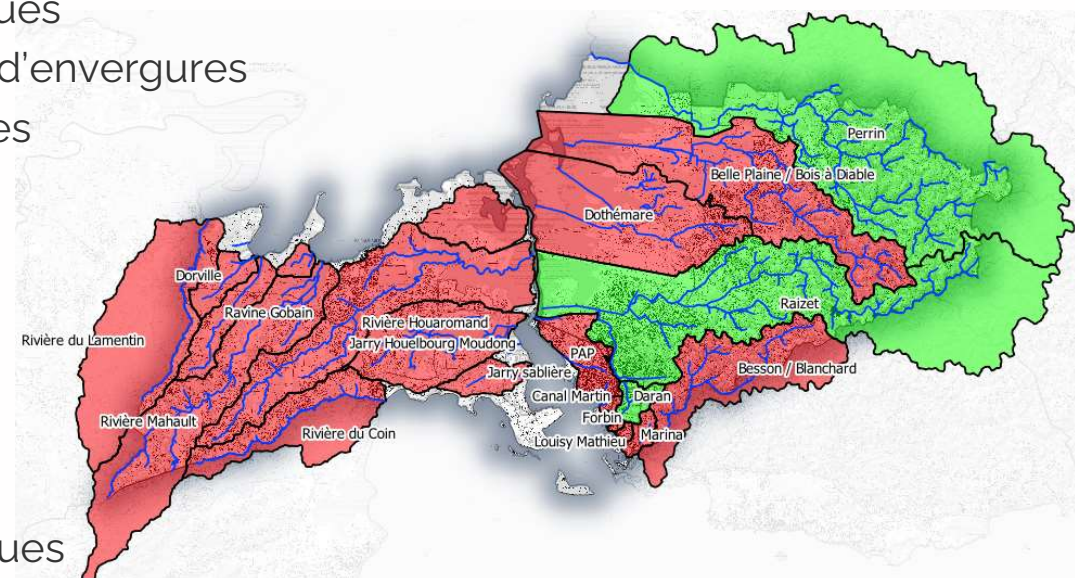 ues
d'envergures
es
Perrin
Belle Plaine / Bois à Diable
Dothémare
Dorville
Raizet
Ravine Gobain
Rivière Houaromand
Rivière du Lamentin
Jarry Houelbourg Moudong
PAP
Besson / Blanchard
Jarry sablière
Canal Martin
Daran
Forbin
Rivière Mahault
Rivière du Coin
Marina
Louisy Mathieu
ues